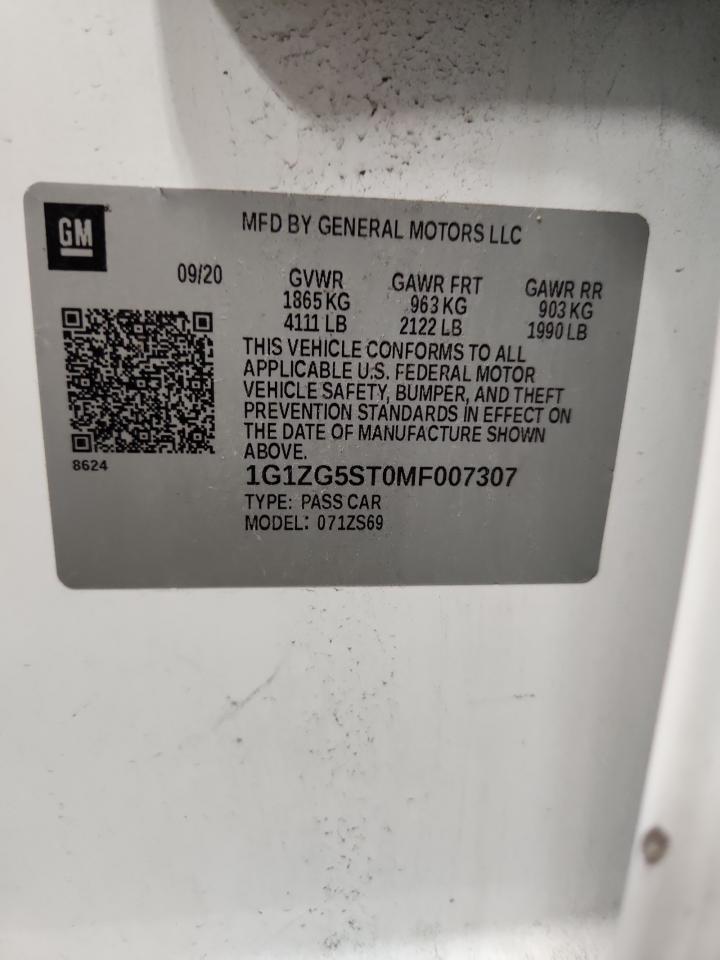 GM
MFD BY GENERAL MOTORS LLC
09/20
GVWR
1865 KG
4111 LB
GAWR FRT
963 KG
2122 LB
GAWR RR
903 KG
1990 LB
THIS VEHICLE CONFORMS TO ALL
APPLICABLE U.S. FEDERAL MOTOR
VEHICLE SAFETY, BUMPER, AND THEFT
PREVENTION STANDARDS IN EFFECT ON
THE DATE OF MANUFACTURE SHOWN
ABOVE.
8624
1G1ZG5ST0MF007307
TYPE: PASS CAR
MODEL: 071ZS69